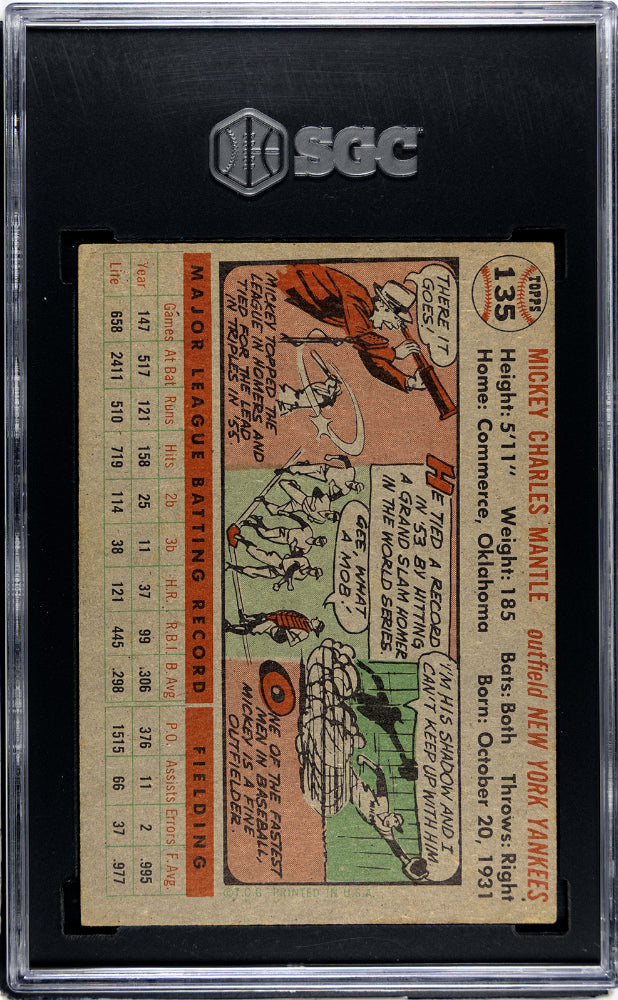 SGC
TOPPS
135
MICKEY CHARLES MANTLE outfield NEW YORK YANKEES
Height: 5'11" Weight: 185 Bats: Both Throws: Right
Home: Commerce, Oklahoma Born: October 20, 1931
THERE IT
GOES!
MICKEY TOPPED THE
LEAGUE IN HOMERS AND
TIED FOR THE LEAD
IN TRIPLES IN '55
HE TIED A RECORD
IN '53 BY HITTING
A GRAND SLAM HOMER
IN THE WORLD SERIES
GEE, WHAT
A MOB!
I'M HIS SHADOW AND I
CAN'T KEEP UP WITH HIM
ONE OF THE FASTEST
MEN IN BASEBALL,
MICKEY IS A FINE
OUTFIELDER.
MAJOR LEAGUE BATTING RECORD FIELDING
Games At Bat Runs Hits 2b 3b H.R. R.B.I. B.Avg. P.O. Assists Errors F.Avg.
Year 147 517 121 158 25 11 37 99 .306 376 11 2 .995
Life 658 2411 510 719 114 38 121 445 .298 1515 66 37 .977
© T.C.G. PRINTED IN U.S.A.